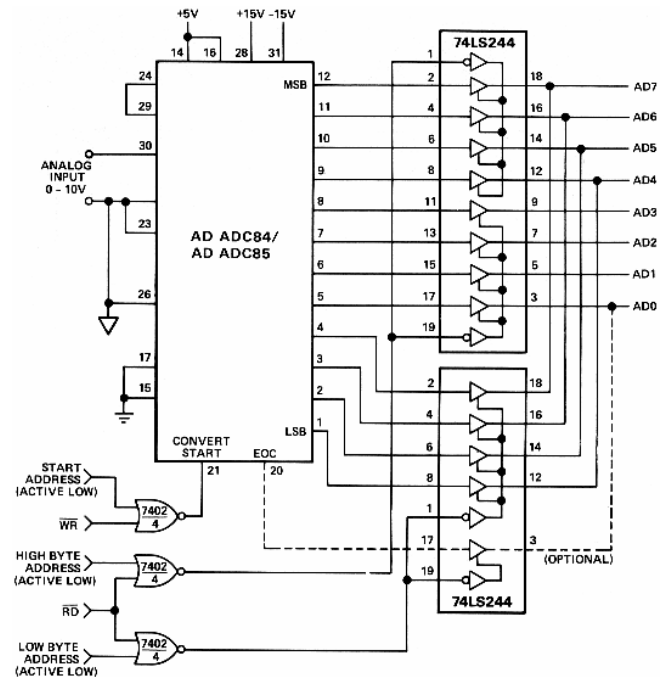 +5V
+15V -15V
14 16 28 31
74LS244
24
29
30
ANALOG
INPUT
0 – 10V
23
26
17
15
AD ADC84/
AD ADC85
MSB 12
11
10
9
8
7
6
5
4
3
2
LSB 1
CONVERT
START
21
EOC
20
1
2 18 AD7
4 16 AD6
6 14 AD5
8 12 AD4
11 9 AD3
13 7 AD2
15 5 AD1
17 3 AD0
19
2 18
4 16
6 14
8 12
1
17 3
(OPTIONAL)
19
74LS244
START
ADDRESS
(ACTIVE LOW)
WR
7402
4
HIGH BYTE
ADDRESS
(ACTIVE LOW)
7402
4
RD
LOW BYTE
ADDRESS
(ACTIVE LOW)
7402
4